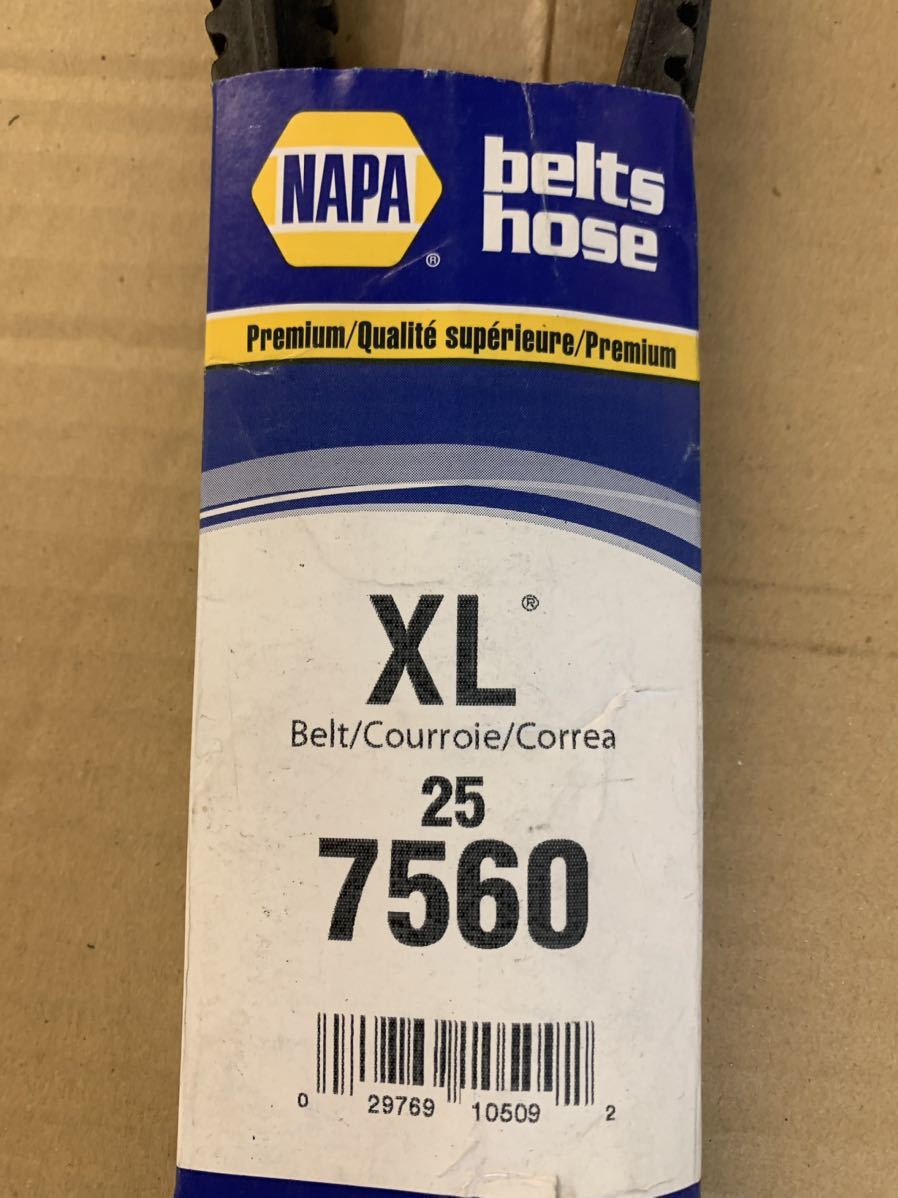 NAPA
®
belts
hose
Premium/Qualité supérieure/Premium
XL®
Belt/Courroie/Correa
25
7560
0 29769 10509 2